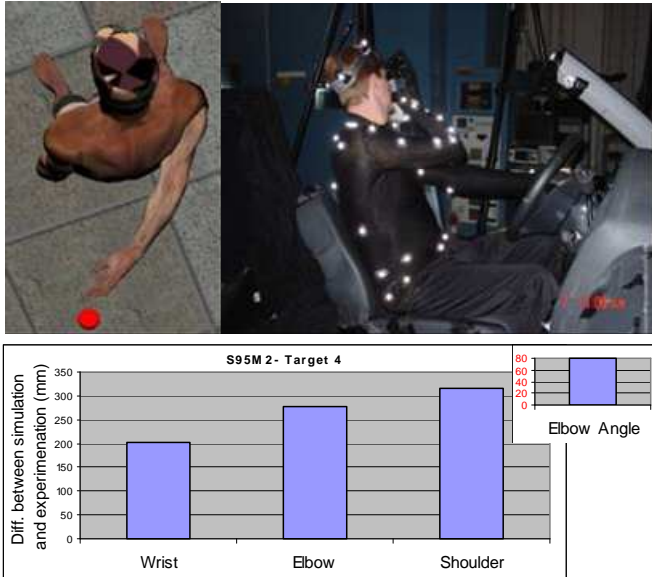 S95M2- Target 4
Diff. between simulation
and experimenation (mm)
350
300
250
200
150
100
50
0
Wrist Elbow Shoulder
80
60
40
20
0
Elbow Angle